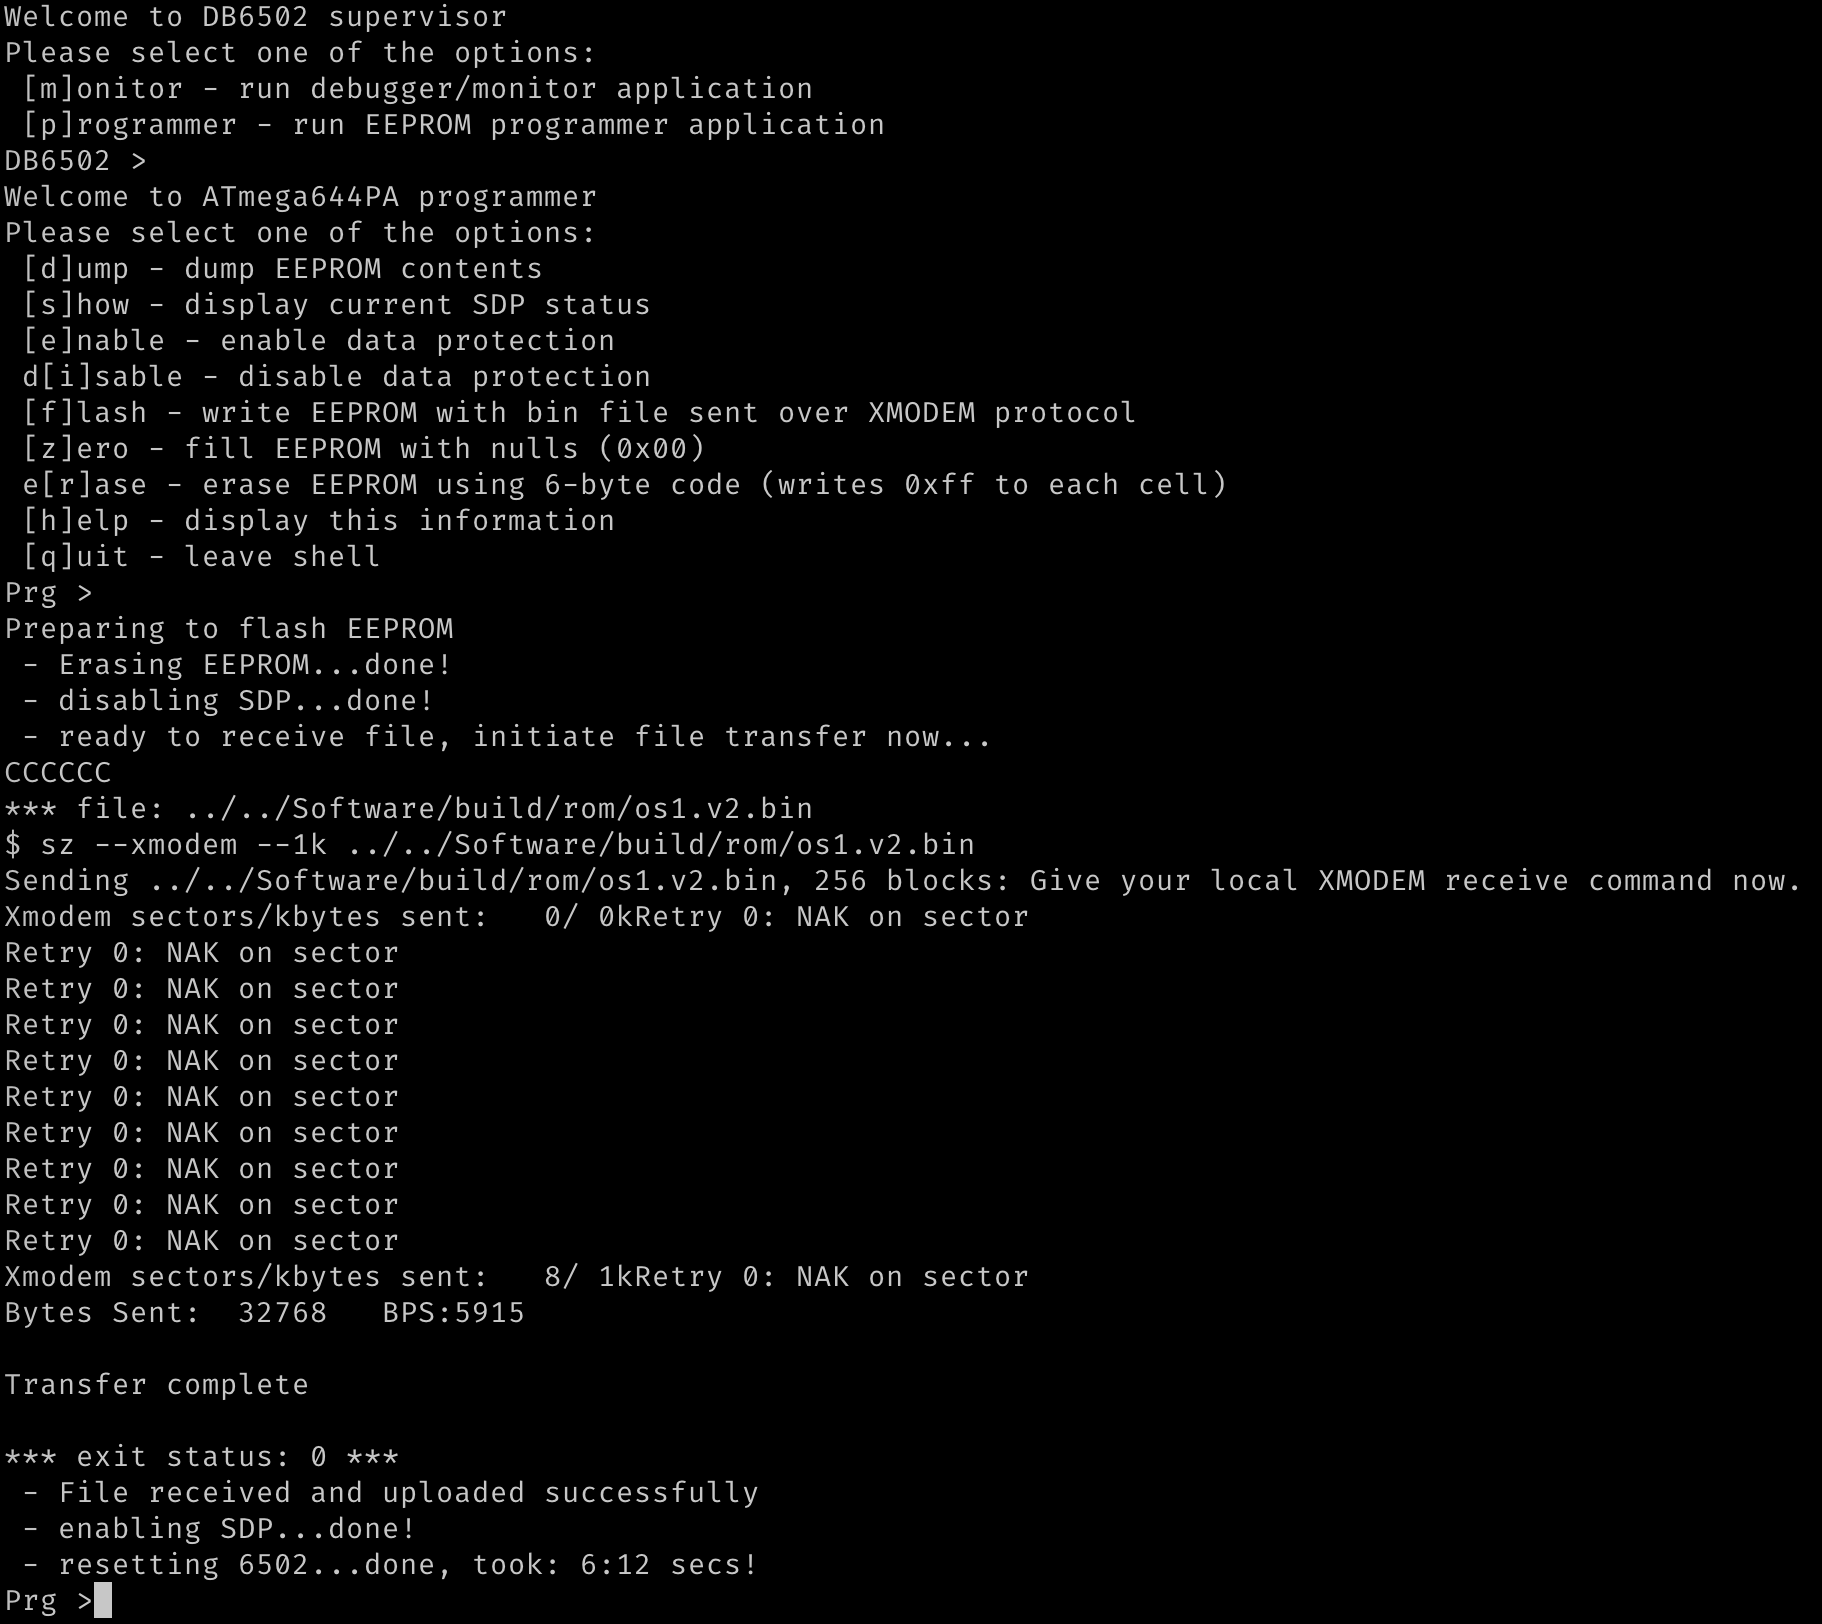 Welcome to DB6502 supervisor
Please select one of the options:
 [m]onitor - run debugger/monitor application
 [p]rogrammer - run EEPROM programmer application
DB6502 >
Welcome to ATmega644PA programmer
Please select one of the options:
 [d]ump - dump EEPROM contents
 [s]how - display current SDP status
 [e]nable - enable data protection
 d[i]sable - disable data protection
 [f]lash - write EEPROM with bin file sent over XMODEM protocol
 [z]ero - fill EEPROM with nulls (0x00)
 e[r]ase - erase EEPROM using 6-byte code (writes 0xff to each cell)
 [h]elp - display this information
 [q]uit - leave shell
Prg >
Preparing to flash EEPROM
 - Erasing EEPROM...done!
 - disabling SDP...done!
 - ready to receive file, initiate file transfer now...
CCCCCC
*** file: ../../Software/build/rom/os1.v2.bin
$ sz --xmodem --1k ../../Software/build/rom/os1.v2.bin
Sending ../../Software/build/rom/os1.v2.bin, 256 blocks: Give your local XMODEM receive command now.
Xmodem sectors/kbytes sent:   0/ 0kRetry 0: NAK on sector
Retry 0: NAK on sector
Retry 0: NAK on sector
Retry 0: NAK on sector
Retry 0: NAK on sector
Retry 0: NAK on sector
Retry 0: NAK on sector
Retry 0: NAK on sector
Retry 0: NAK on sector
Retry 0: NAK on sector
Xmodem sectors/kbytes sent:   8/ 1kRetry 0: NAK on sector
Bytes Sent:  32768   BPS:5915

Transfer complete

*** exit status: 0 ***
 - File received and uploaded successfully
 - enabling SDP...done!
 - resetting 6502...done, took: 6:12 secs!
Prg >